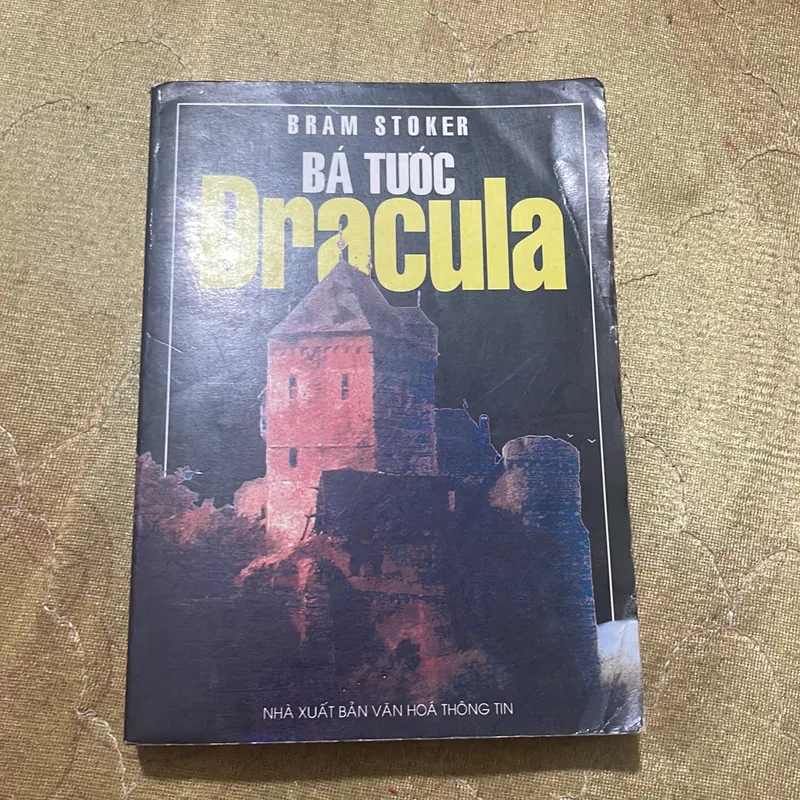 BRAM STOKER
BÁ TƯỚC
Dracula
NHÀ XUẤT BẢN VĂN HOÁ THÔNG TIN